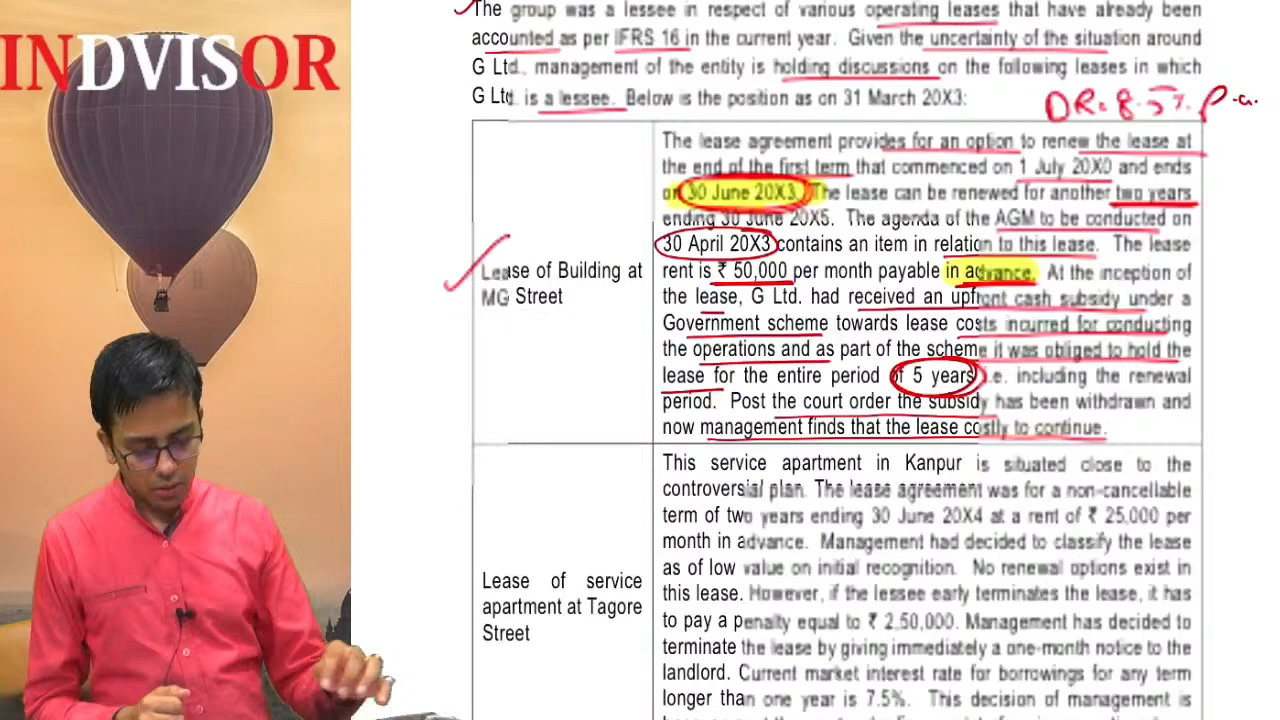 INDVISOR
The group was a lessee in respect of various operating leases that have already been
accounted as per IFRS 16 in the current year. Given the uncertainty of the situation around
G Ltd., management of the entity is holding discussions on the following leases in which
G Ltd. is a lessee. Below is the position as on 31 March 20X3:
DR = 8.5% p.a.
Lease of Building at
MG Street
The lease agreement provides for an option to renew the lease at
the end of the first term that commenced on 1 July 20X0 and ends
on 30 June 20X3. The lease can be renewed for another two years
ending 30 June 20X5. The agenda of the AGM to be conducted on
30 April 20X3 contains an item in relation to this lease. The lease
rent is ₹ 50,000 per month payable in advance. At the inception of
the lease, G Ltd. had received an upfront cash subsidy under a
Government scheme towards lease costs incurred for conducting
the operations and as part of the scheme it was obliged to hold the
lease for the entire period of 5 years i.e. including the renewal
period. Post the court order the subsidy has been withdrawn and
now management finds that the lease costly to continue.
Lease of service
apartment at Tagore
Street
This service apartment in Kanpur is situated close to the
controversial plan. The lease agreement was for a non-cancellable
term of two years ending 30 June 20X4 at a rent of ₹ 25,000 per
month in advance. Management had decided to classify the lease
as of low value on initial recognition. No renewal options exist in
this lease. However, if the lessee early terminates the lease, it has
to pay a penalty equal to ₹ 2,50,000. Management has decided to
terminate the lease by giving immediately a one-month notice to the
landlord. Current market interest rate for borrowings for any term
longer than one year is 7.5%. This decision of management is